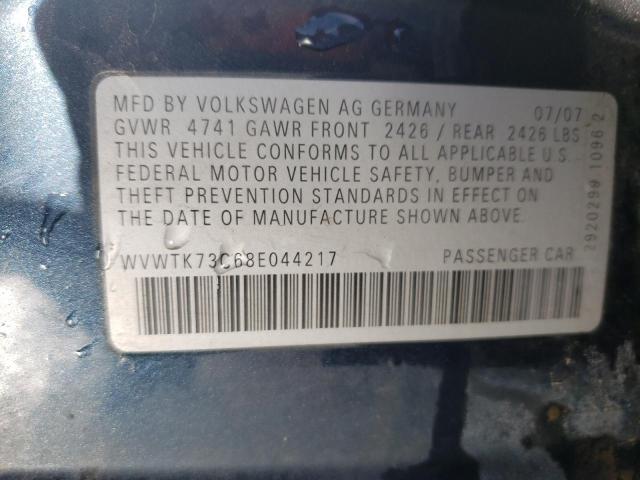 MFD BY VOLKSWAGEN AG GERMANY 07/07
GVWR 4741 GAWR FRONT 2426 / REAR 2426 LBS
THIS VEHICLE CONFORMS TO ALL APPLICABLE U.S.
FEDERAL MOTOR VEHICLE SAFETY, BUMPER AND
THEFT PREVENTION STANDARDS IN EFFECT ON
THE DATE OF MANUFACTURE SHOWN ABOVE.
WVWTK73C68E044217 PASSENGER CAR
2920299 1096 2